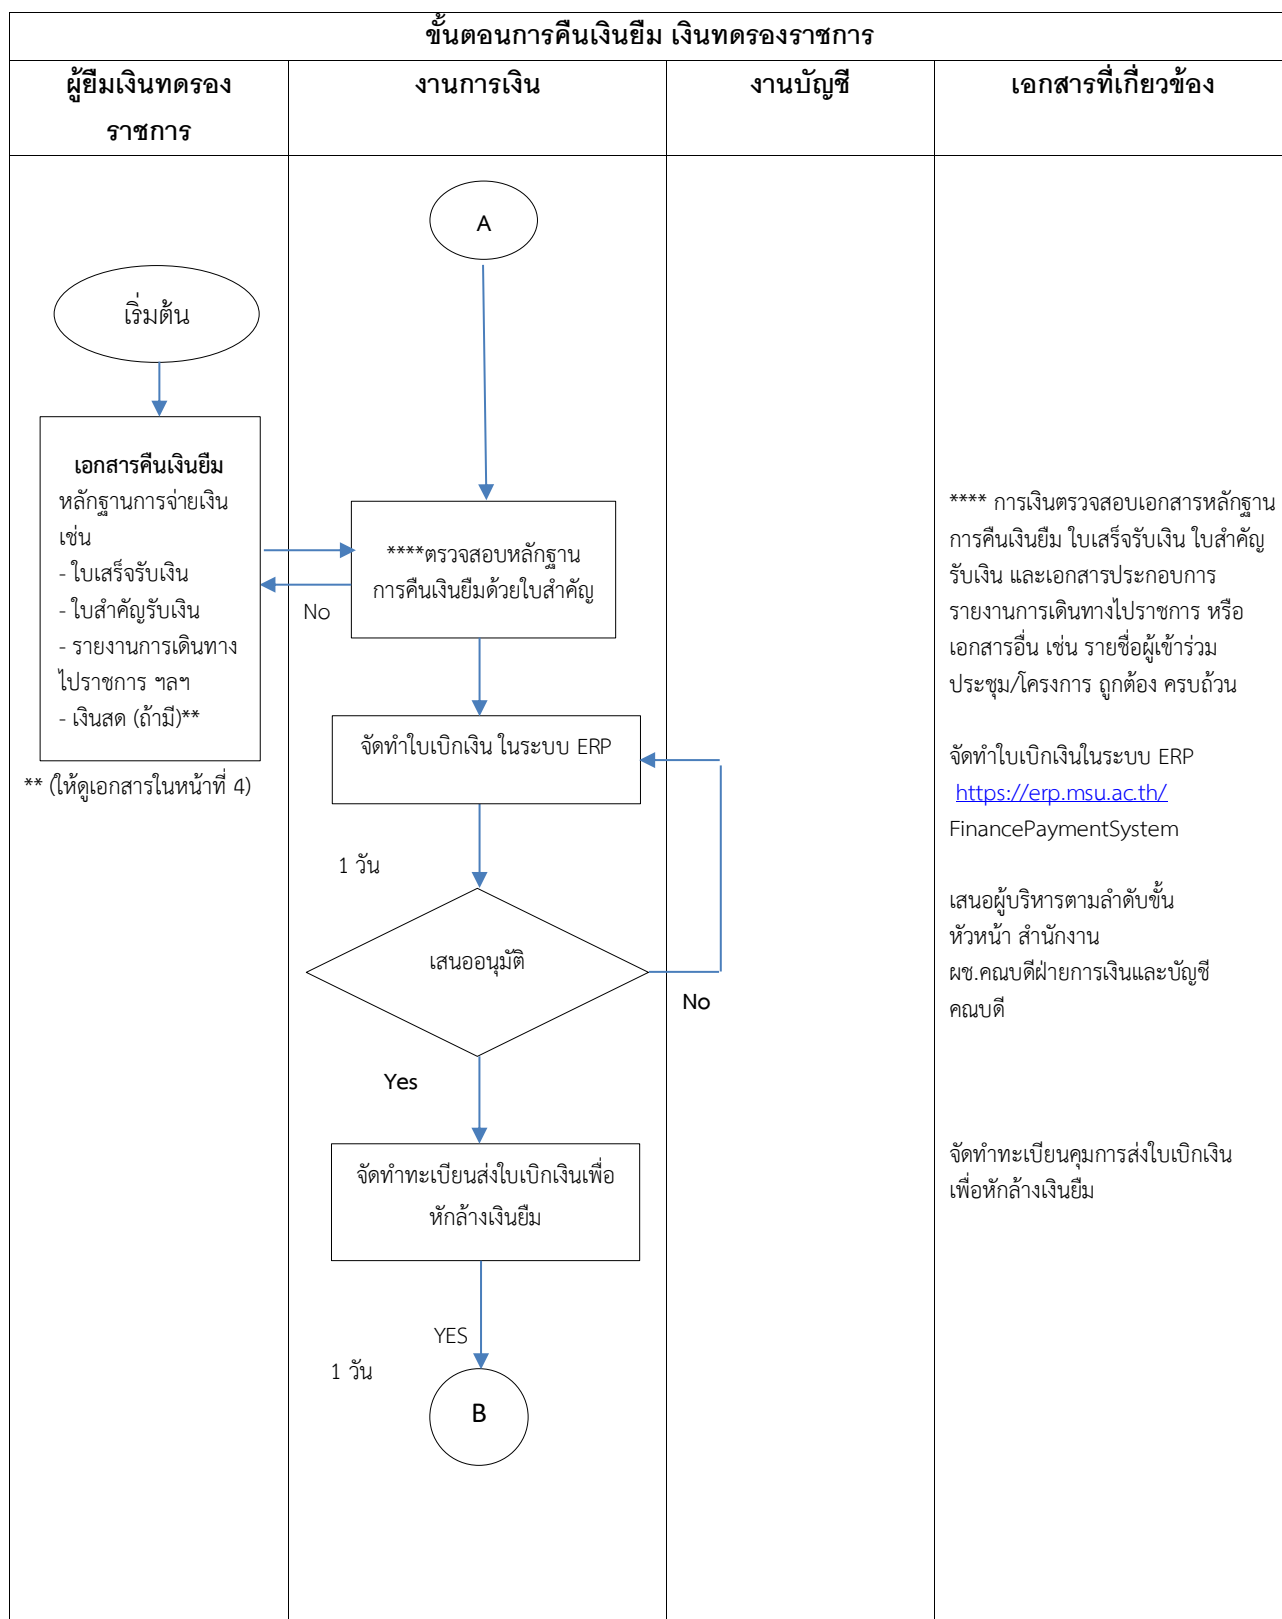 ขั้นตอนการคืนเงินยืม เงินทดรองราชการ
ผู้ยืมเงินทดรอง
ราชการ
งานการเงิน
งานบัญชี
เอกสารที่เกี่ยวข้อง
A
เริ่มต้น
เอกสารคืนเงินยืม
หลักฐานการจ่ายเงิน
เช่น
- ใบเสร็จรับเงิน
- ใบสำคัญรับเงิน
- รายงานการเดินทาง
ไปราชการ ฯลฯ
- เงินสด (ถ้ามี)**
** (ให้ดูเอกสารในหน้าที่ 4)
****ตรวจสอบหลักฐาน
การคืนเงินยืมด้วยใบสำคัญ
No
จัดทำใบเบิกเงิน ในระบบ ERP
1 วัน
เสนออนุมัติ
No
Yes
จัดทำทะเบียนส่งใบเบิกเงินเพื่อ
หักล้างเงินยืม
YES
1 วัน
B
**** การเงินตรวจสอบเอกสารหลักฐาน
การคืนเงินยืม ใบเสร็จรับเงิน ใบสำคัญ
รับเงิน และเอกสารประกอบการ
รายงานการเดินทางไปราชการ หรือ
เอกสารอื่น เช่น รายชื่อผู้เข้าร่วม
ประชุม/โครงการ ถูกต้อง ครบถ้วน
จัดทำใบเบิกเงินในระบบ ERP
https://erp.msu.ac.th/
FinancePaymentSystem
เสนอผู้บริหารตามลำดับขั้น
หัวหน้า สำนักงาน
ผช.คณบดีฝ่ายการเงินและบัญชี
คณบดี
จัดทำทะเบียนคุมการส่งใบเบิกเงิน
เพื่อหักล้างเงินยืม